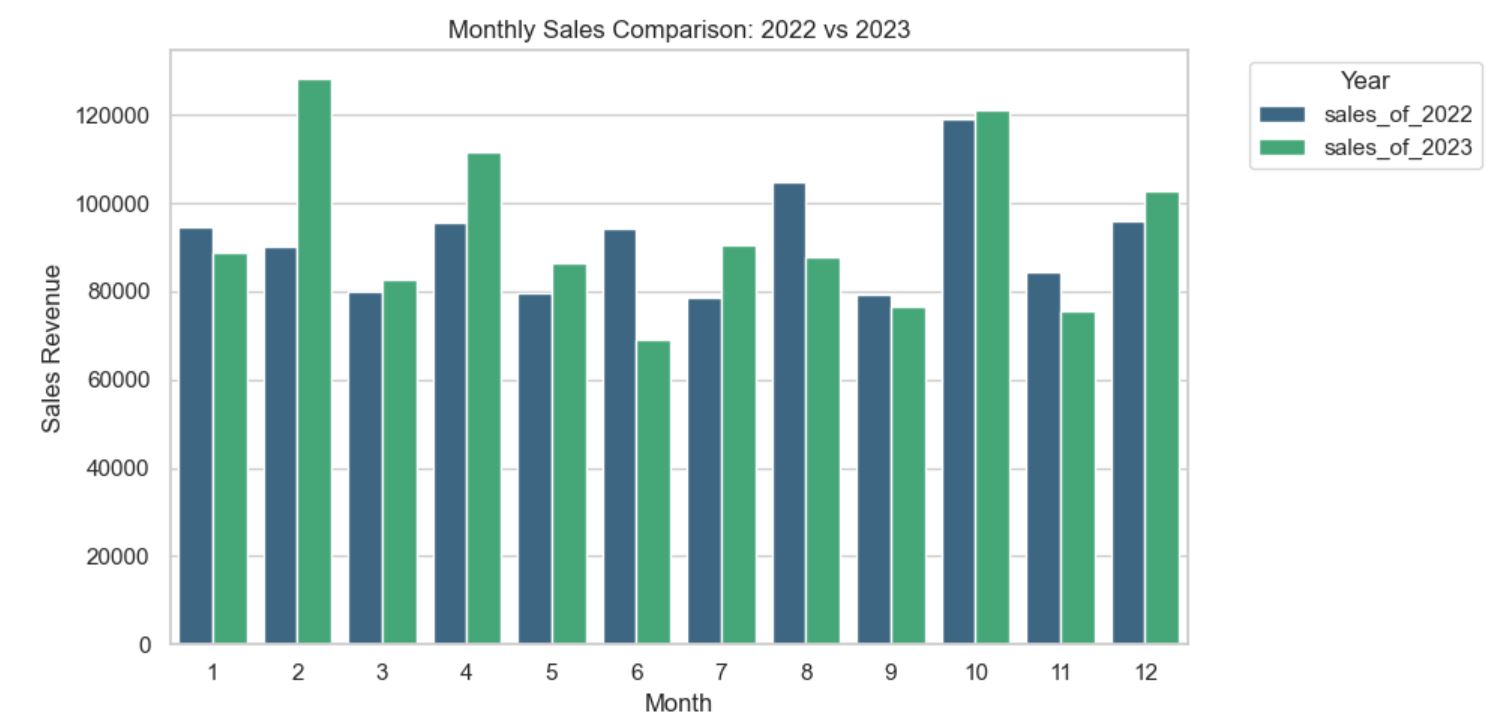 Monthly Sales Comparison: 2022 vs 2023
Year
sales_of_2022
sales_of_2023
Sales Revenue
120000
100000
80000
60000
40000
20000
0
1 2 3 4 5 6 7 8 9 10 11 12
Month